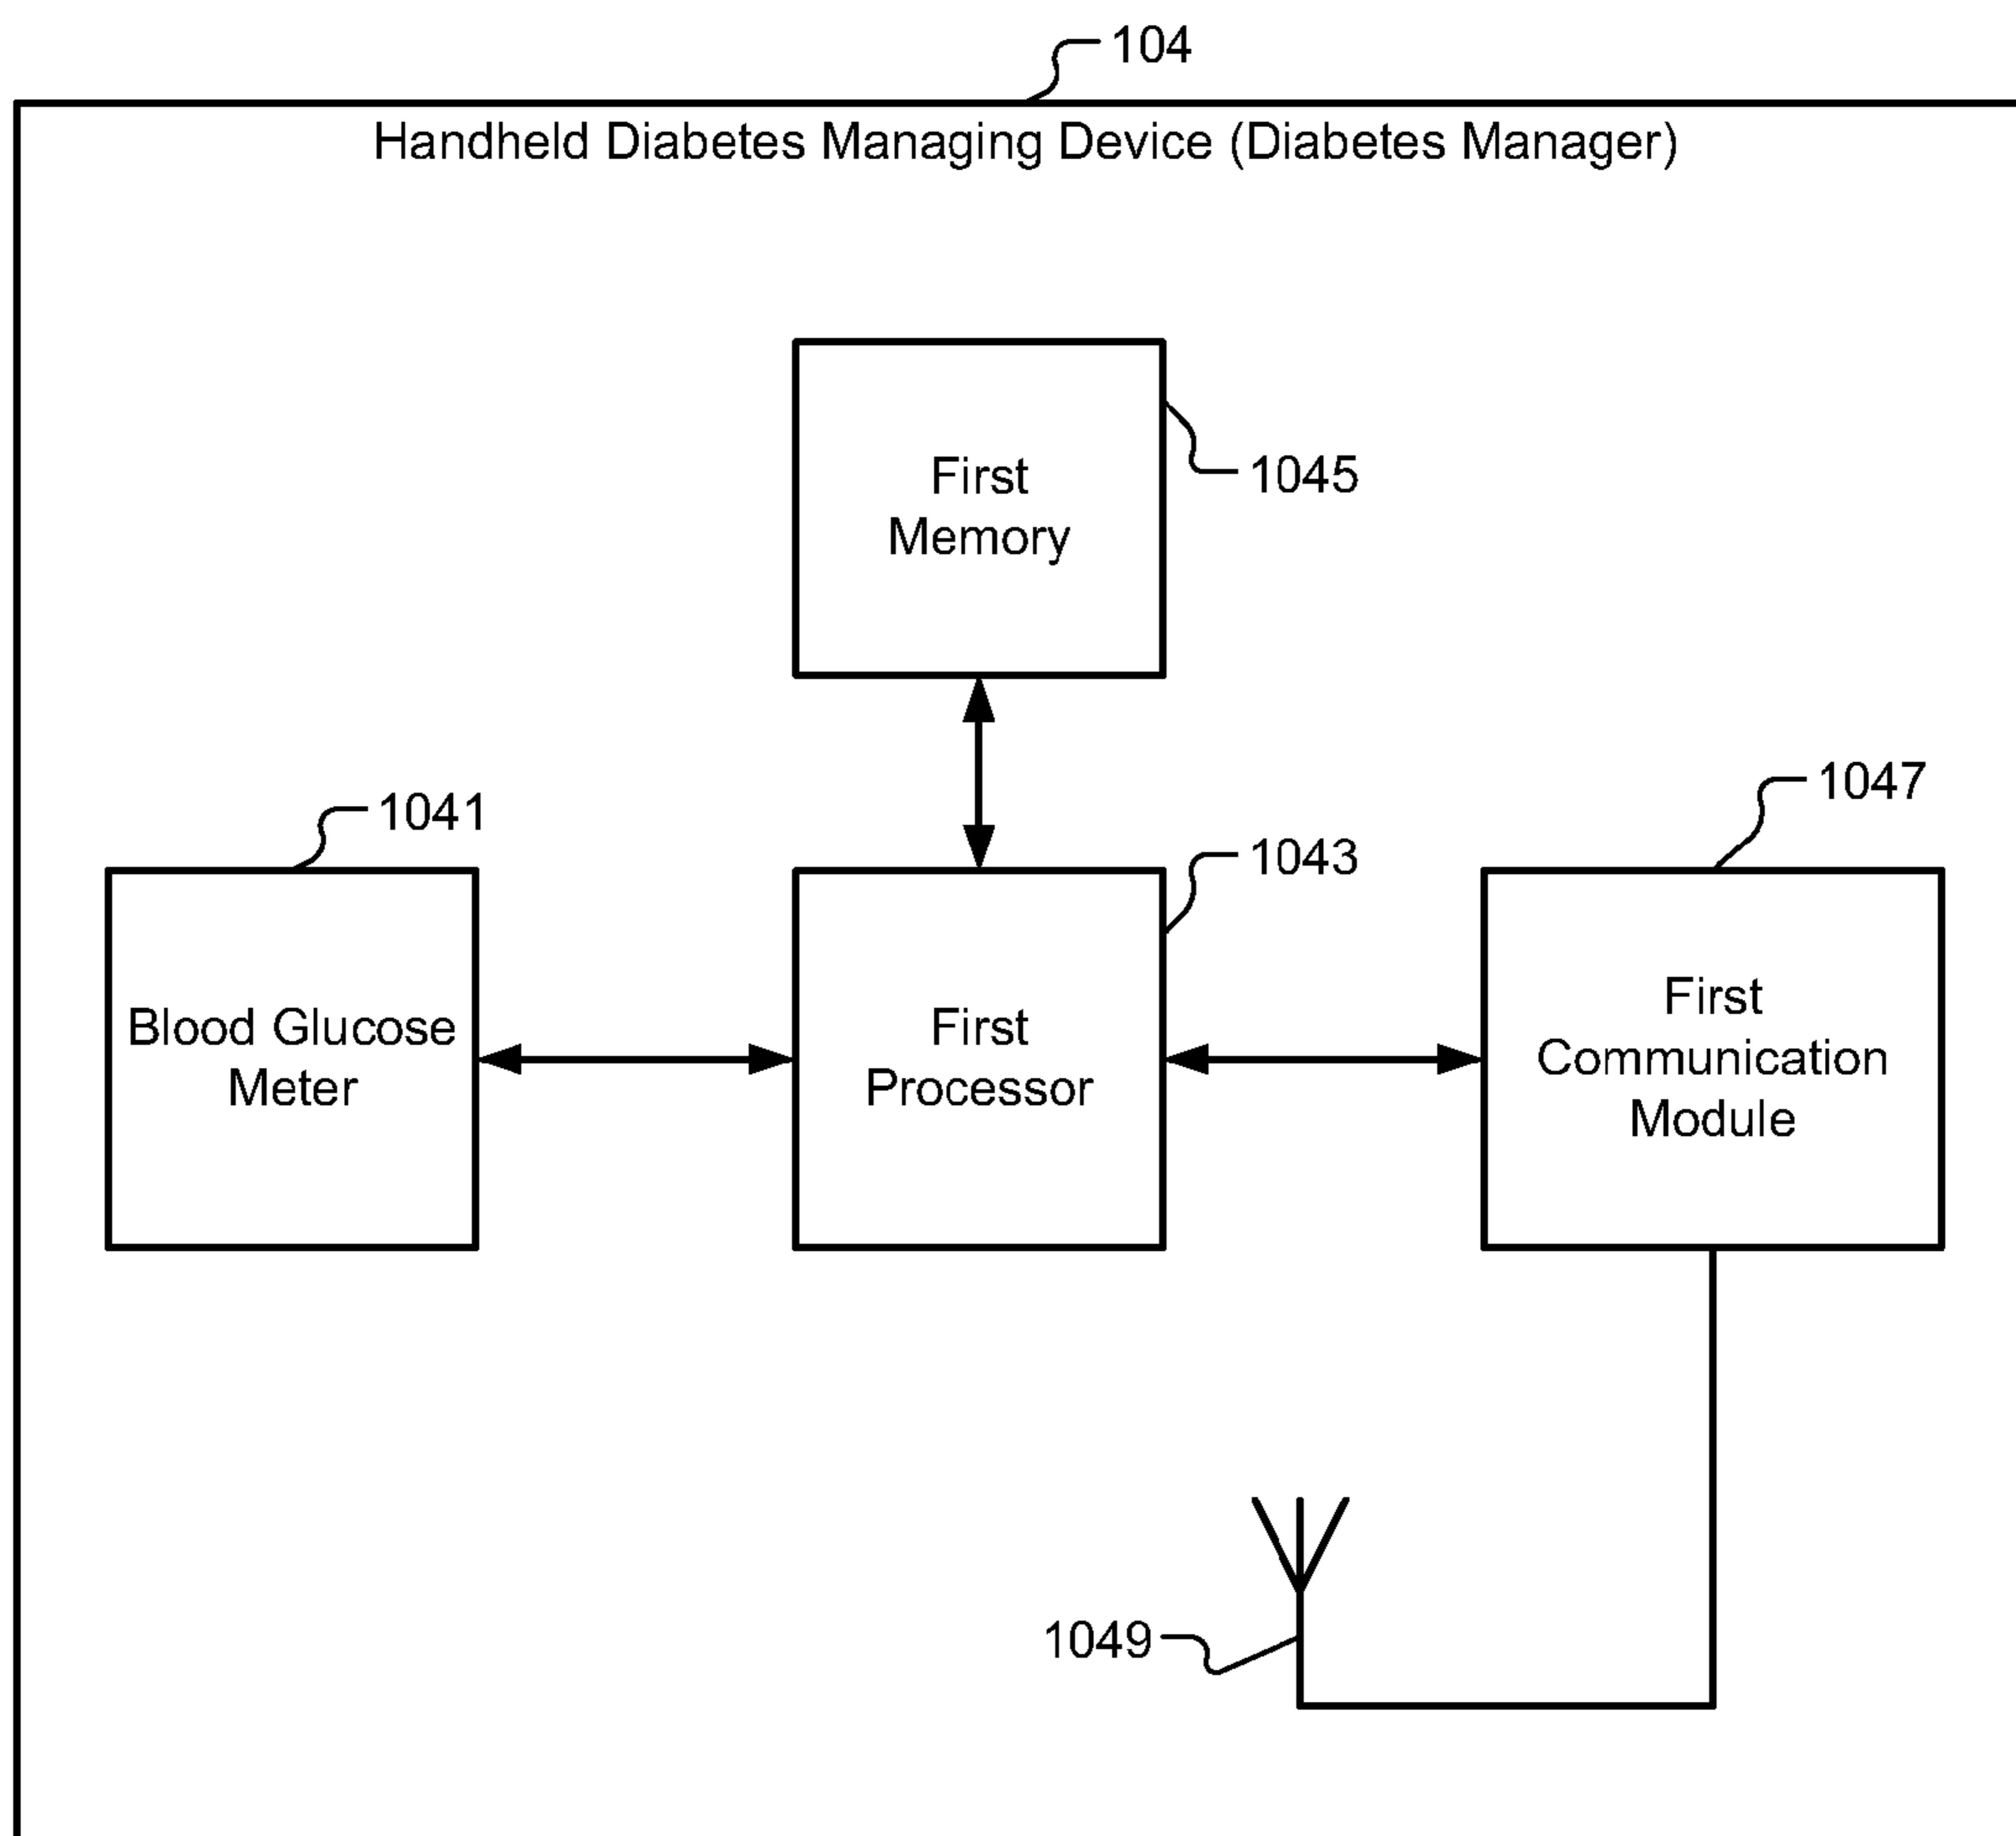 104
Handheld Diabetes Managing Device (Diabetes Manager)
First
Memory
1045
1041
1043
1047
Blood Glucose
Meter
First
Processor
First
Communication
Module
1049